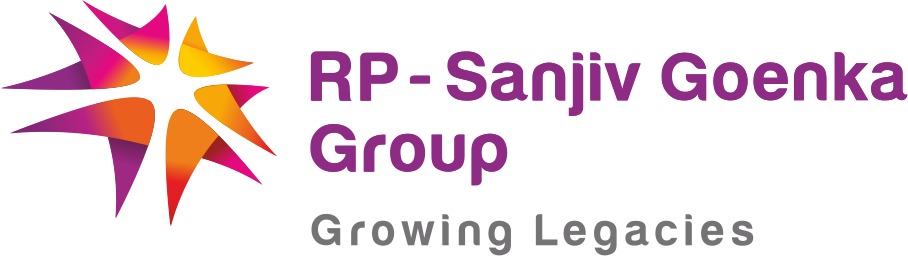 RP - Sanjiv Goenka
Group
Growing Legacies